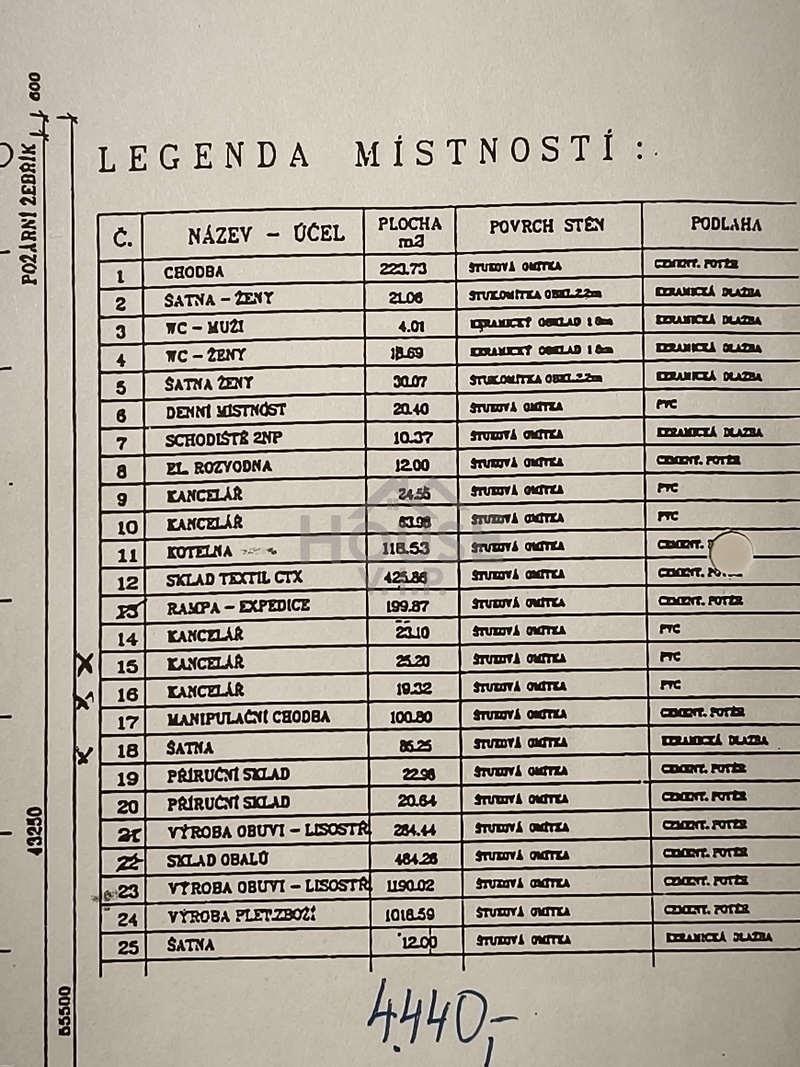 LEGENDA MÍSTNOSTÍ:
Č. NÁZEV – ÚČEL PLOCHA m2 POVRCH STĚN PODLAHA
1 CHODBA 223.73 ŠTUKOVÁ OMÍTKA CEMENT. POTĚR
2 ŠATNA – ŽENY 21.06 ŠTUK.OMÍTKA OBKL.2.2m KERAMICKÁ DLAŽBA
3 WC – MUŽI 4.01 KERAMICKÝ OBKLAD 1.8m KERAMICKÁ DLAŽBA
4 WC – ŽENY 18.69 KERAMICKÝ OBKLAD 1.8m KERAMICKÁ DLAŽBA
5 ŠATNA ŽENY 30.07 ŠTUK.OMÍTKA OBKL.2.2m KERAMICKÁ DLAŽBA
6 DENNÍ MÍSTNOST 20.40 ŠTUKOVÁ OMÍTKA PVC
7 SCHODIŠTĚ 2NP 10.37 ŠTUKOVÁ OMÍTKA KERAMICKÁ DLAŽBA
8 EL. ROZVODNA 12.00 ŠTUKOVÁ OMÍTKA CEMENT. POTĚR
9 KANCELÁŘ 24.55 ŠTUKOVÁ OMÍTKA PVC
10 KANCELÁŘ 63.98 ŠTUKOVÁ OMÍTKA PVC
11 KOTELNA 118.53 ŠTUKOVÁ OMÍTKA CEMENT.
12 SKLAD TEXTIL CTX 425.86 ŠTUKOVÁ OMÍTKA CEMENT.
13 RAMPA – EXPEDICE 199.87 ŠTUKOVÁ OMÍTKA CEMENT. POTĚR
14 KANCELÁŘ 23.10 ŠTUKOVÁ OMÍTKA PVC
15 KANCELÁŘ 25.20 ŠTUKOVÁ OMÍTKA PVC
16 KANCELÁŘ 19.32 ŠTUKOVÁ OMÍTKA PVC
17 MANIPULAČNÍ CHODBA 100.80 ŠTUKOVÁ OMÍTKA CEMENT. POTĚR
18 ŠATNA 85.25 ŠTUKOVÁ OMÍTKA KERAMICKÁ DLAŽBA
19 PŘÍRUČNÍ SKLAD 22.98 ŠTUKOVÁ OMÍTKA CEMENT. POTĚR
20 PŘÍRUČNÍ SKLAD 20.64 ŠTUKOVÁ OMÍTKA CEMENT. POTĚR
21 VÝROBA OBUVI – LISOSTŘ 284.44 ŠTUKOVÁ OMÍTKA CEMENT. POTĚR
22 SKLAD OBALŮ 484.26 ŠTUKOVÁ OMÍTKA CEMENT. POTĚR
23 VÝROBA OBUVI – LISOSTŘ 1190.02 ŠTUKOVÁ OMÍTKA CEMENT. POTĚR
24 VÝROBA PLET.ZBOŽÍ 1018.59 ŠTUKOVÁ OMÍTKA CEMENT. POTĚR
25 ŠATNA 12.00 ŠTUKOVÁ OMÍTKA KERAMICKÁ DLAŽBA
4440,-
POŽÁRNÍ ŽEBŘÍK
600
43250
55500
HOUSE
V.I.P.